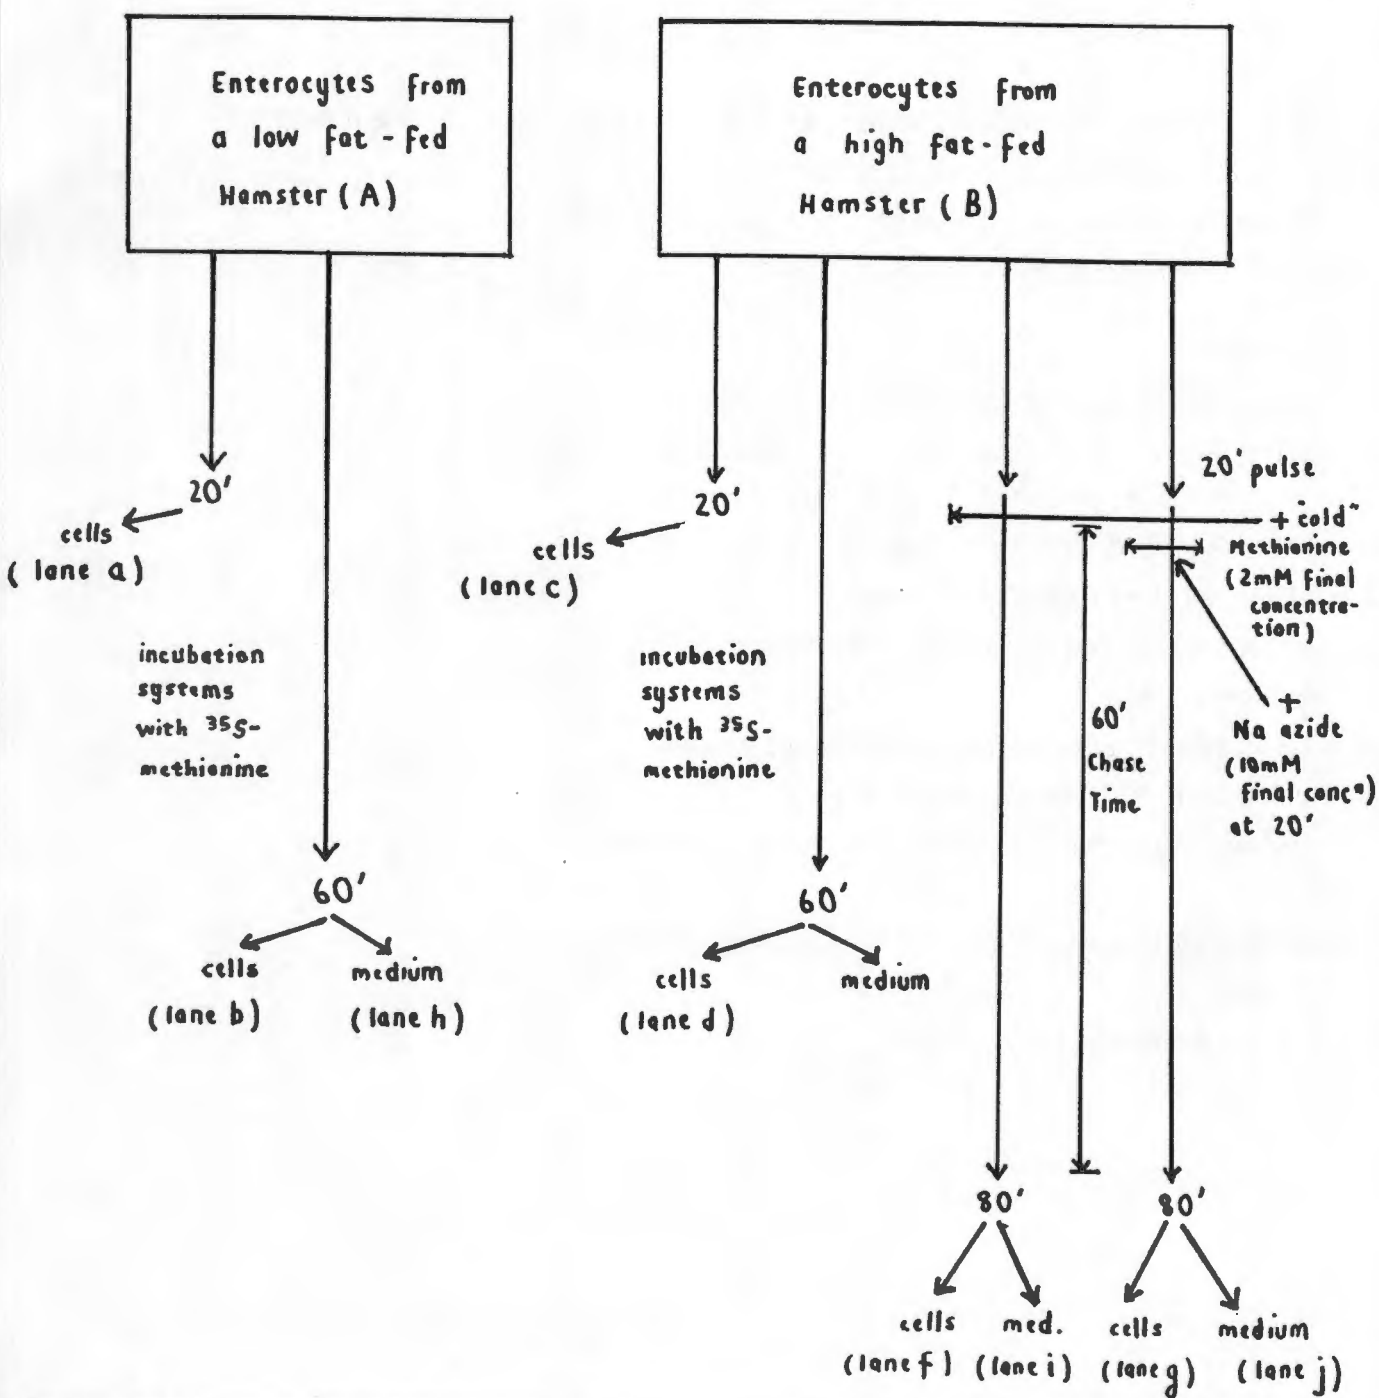 Enterocytes from
a low fat-fed
Hamster (A)
Enterocytes from
a high fat-fed
Hamster (B)
20'
cells
(lane a)
incubation
systems
with ³⁵S-
methionine
60'
cells
(lane b)
medium
(lane h)
20'
cells
(lane c)
incubation
systems
with ³⁵S-
methionine
60'
cells
(lane d)
medium
20' pulse
+ "cold"
Methionine
(2mM final
concentre-
tion)
+
Na azide
(10mM
final concⁿ)
at 20'
60'
Chase
Time
80'
cells
(lane f)
med.
(lane i)
80'
cells
(lane g)
medium
(lane j)